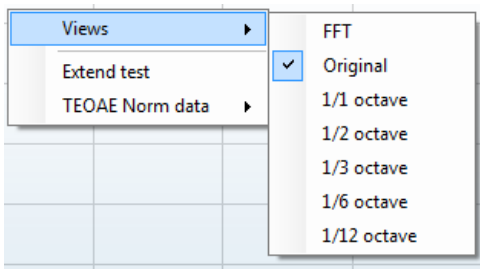 Views
Extend test
TEOAE Norm data
FFT
Original
1/1 octave
1/2 octave
1/3 octave
1/6 octave
1/12 octave